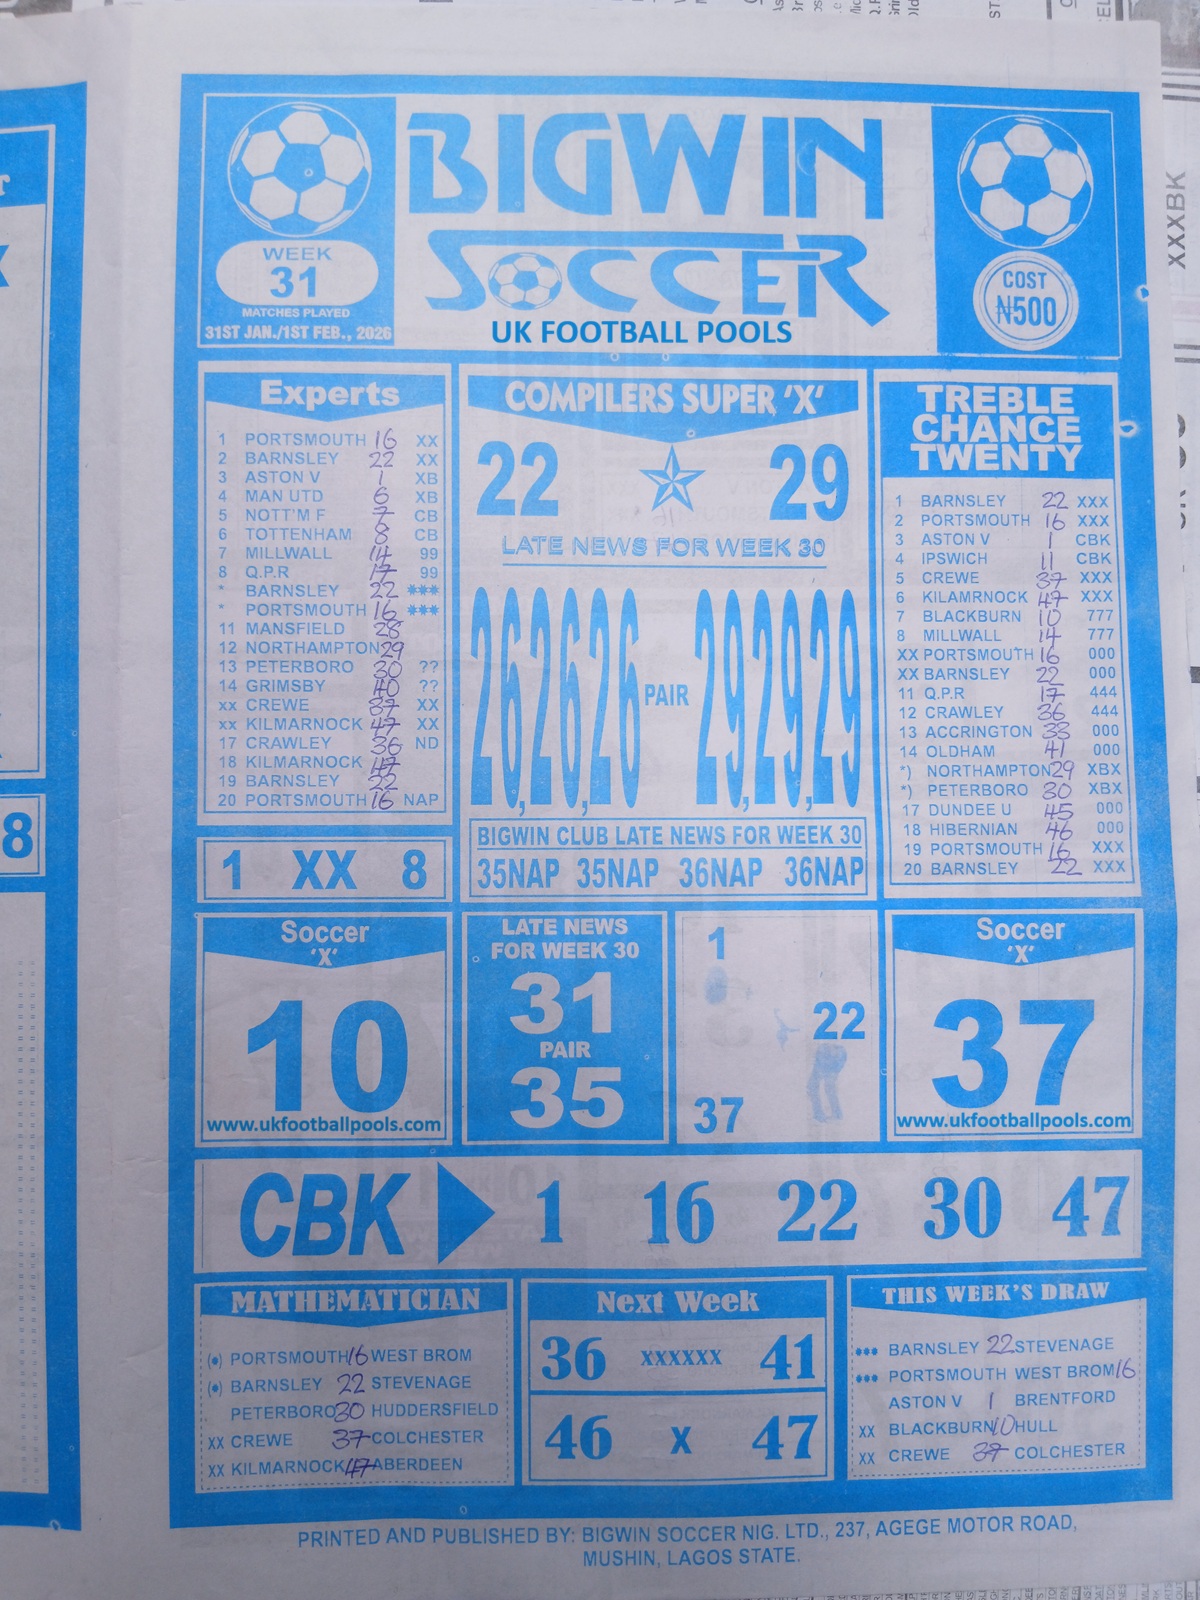 BIGWIN
SOCCER
UK FOOTBALL POOLS
WEEK
31
MATCHES PLAYED
31ST JAN./1ST FEB., 2026
COST
₦500
Experts
1 PORTSMOUTH 16 XX
2 BARNSLEY 22 XX
3 ASTON V 1 XB
4 MAN UTD 6 XB
5 NOTT'M F 7 CB
6 TOTTENHAM 8 CB
7 MILLWALL 14 99
8 Q.P.R 17 99
* BARNSLEY 22 ***
* PORTSMOUTH 16 ***
11 MANSFIELD 28
12 NORTHAMPTON 29
13 PETERBORO 30 ??
14 GRIMSBY 40 ??
xx CREWE 37 XX
xx KILMARNOCK 47 XX
17 CRAWLEY 36 ND
18 KILMARNOCK 47
19 BARNSLEY 22
20 PORTSMOUTH 16 NAP
1 XX 8
COMPILERS SUPER 'X'
22 29
LATE NEWS FOR WEEK 30
26,26,26 PAIR 29,29,29
BIGWIN CLUB LATE NEWS FOR WEEK 30
35NAP 35NAP 36NAP 36NAP
TREBLE
CHANCE
TWENTY
1 BARNSLEY 22 XXX
2 PORTSMOUTH 16 XXX
3 ASTON V 1 CBK
4 IPSWICH 11 CBK
5 CREWE 37 XXX
6 KILAMRNOCK 47 XXX
7 BLACKBURN 10 777
8 MILLWALL 14 777
XX PORTSMOUTH 16 000
XX BARNSLEY 22 000
11 Q.P.R 17 444
12 CRAWLEY 36 444
13 ACCRINGTON 33 000
14 OLDHAM 41 000
*) NORTHAMPTON 29 XBX
*) PETERBORO 30 XBX
17 DUNDEE U 45 000
18 HIBERNIAN 46 000
19 PORTSMOUTH 16 XXX
20 BARNSLEY 22 XXX
Soccer
'X'
10
www.ukfootballpools.com
LATE NEWS
FOR WEEK 30
31
PAIR
35
1
22
37
Soccer
'X'
37
www.ukfootballpools.com
CBK 1 16 22 30 47
MATHEMATICIAN
(•) PORTSMOUTH 16 WEST BROM
(•) BARNSLEY 22 STEVENAGE
PETERBORO 30 HUDDERSFIELD
XX CREWE 37 COLCHESTER
XX KILMARNOCK 47 ABERDEEN
Next Week
36 XXXXXX 41
46 X 47
THIS WEEK'S DRAW
♦♦♦ BARNSLEY 22 STEVENAGE
♦♦♦ PORTSMOUTH WEST BROM 16
ASTON V 1 BRENTFORD
XX BLACKBURN 10 HULL
XX CREWE 37 COLCHESTER
PRINTED AND PUBLISHED BY: BIGWIN SOCCER NIG. LTD., 237, AGEGE MOTOR ROAD,
MUSHIN, LAGOS STATE.
8
XXXBK